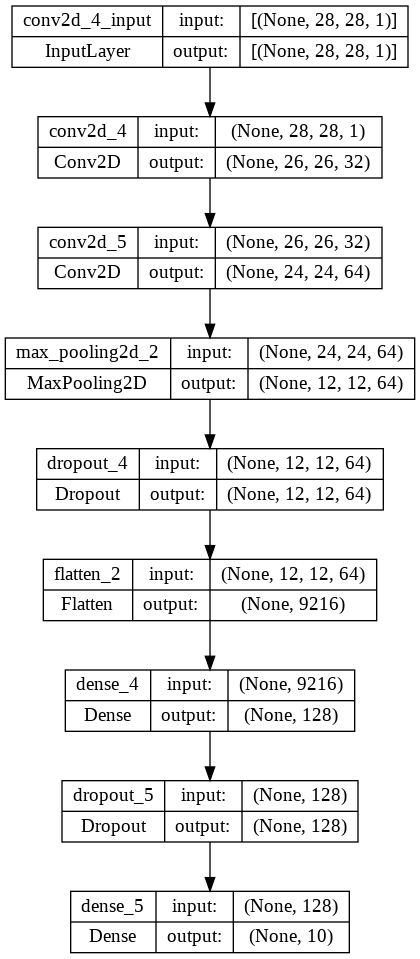 conv2d_4_input input: [(None, 28, 28, 1)]
InputLayer output: [(None, 28, 28, 1)]
conv2d_4 input: (None, 28, 28, 1)
Conv2D output: (None, 26, 26, 32)
conv2d_5 input: (None, 26, 26, 32)
Conv2D output: (None, 24, 24, 64)
max_pooling2d_2 input: (None, 24, 24, 64)
MaxPooling2D output: (None, 12, 12, 64)
dropout_4 input: (None, 12, 12, 64)
Dropout output: (None, 12, 12, 64)
flatten_2 input: (None, 12, 12, 64)
Flatten output: (None, 9216)
dense_4 input: (None, 9216)
Dense output: (None, 128)
dropout_5 input: (None, 128)
Dropout output: (None, 128)
dense_5 input: (None, 128)
Dense output: (None, 10)